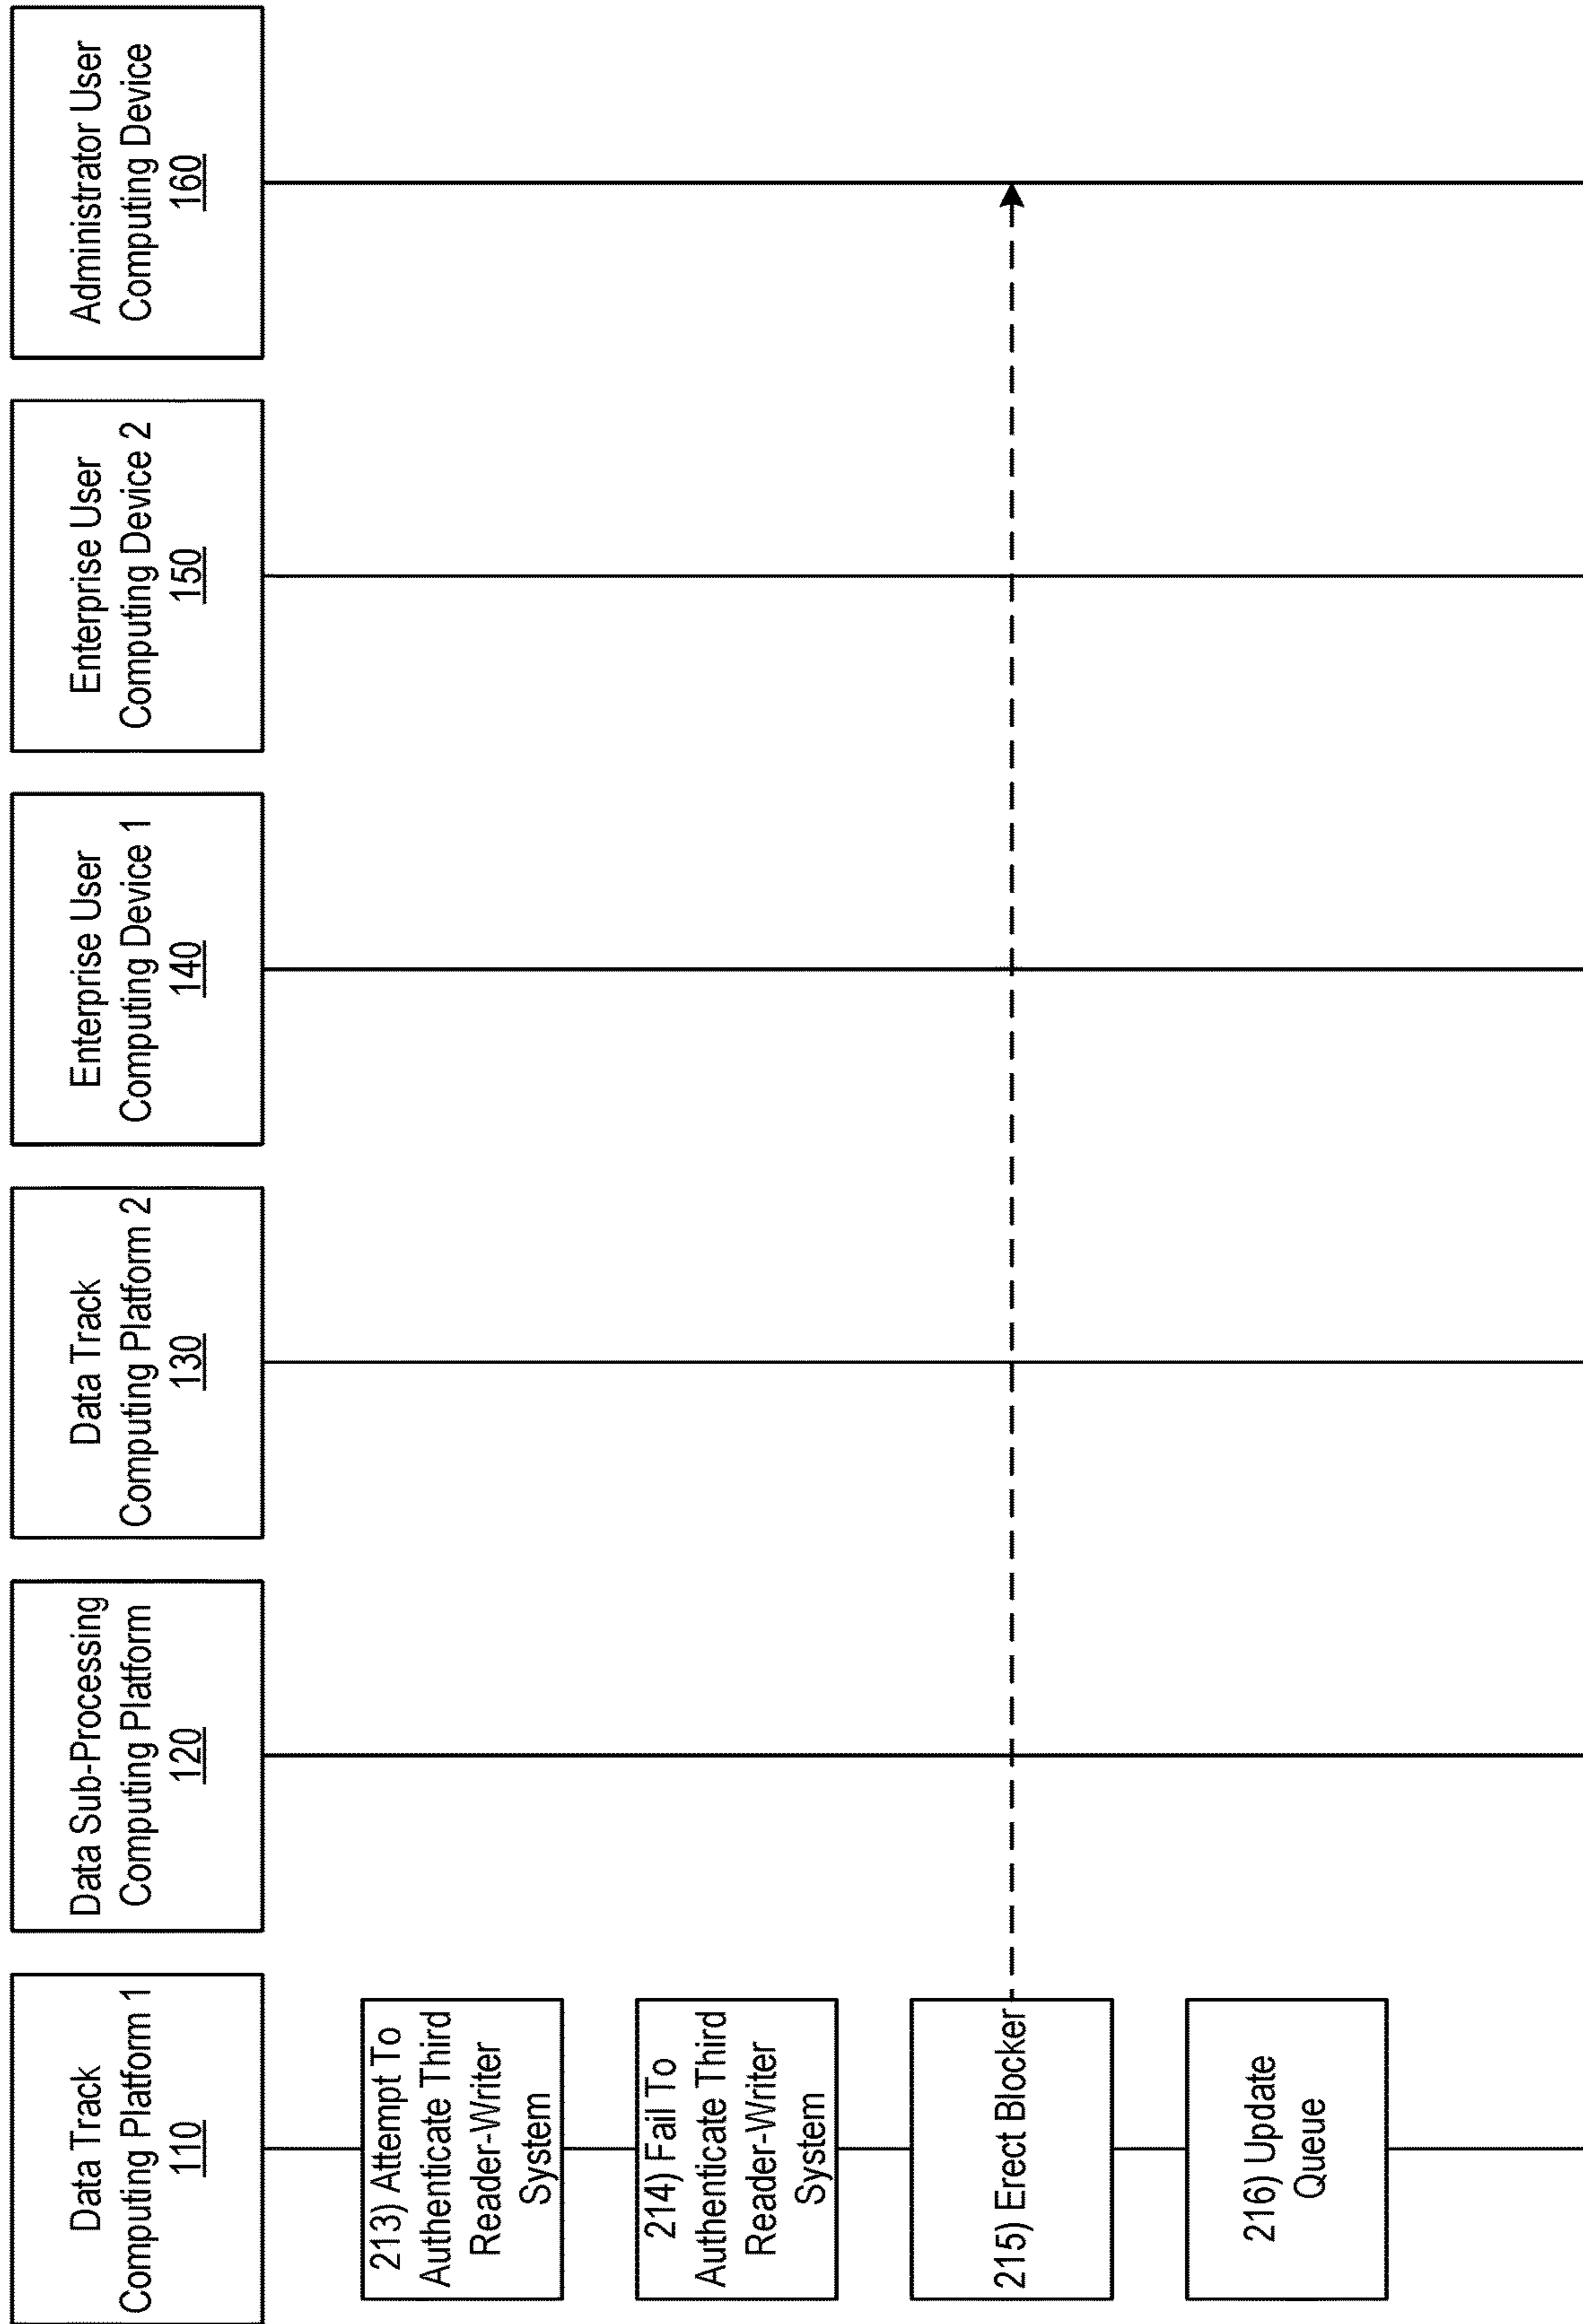 Data Track
Computing Platform 1
110
Data Sub-Processing
Computing Platform
120
Data Track
Computing Platform 2
130
Enterprise User
Computing Device 1
140
Enterprise User
Computing Device 2
150
Administrator User
Computing Device
160
213) Attempt To
Authenticate Third
Reader-Writer
System
214) Fail To
Authenticate Third
Reader-Writer
System
215) Erect Blocker
216) Update
Queue